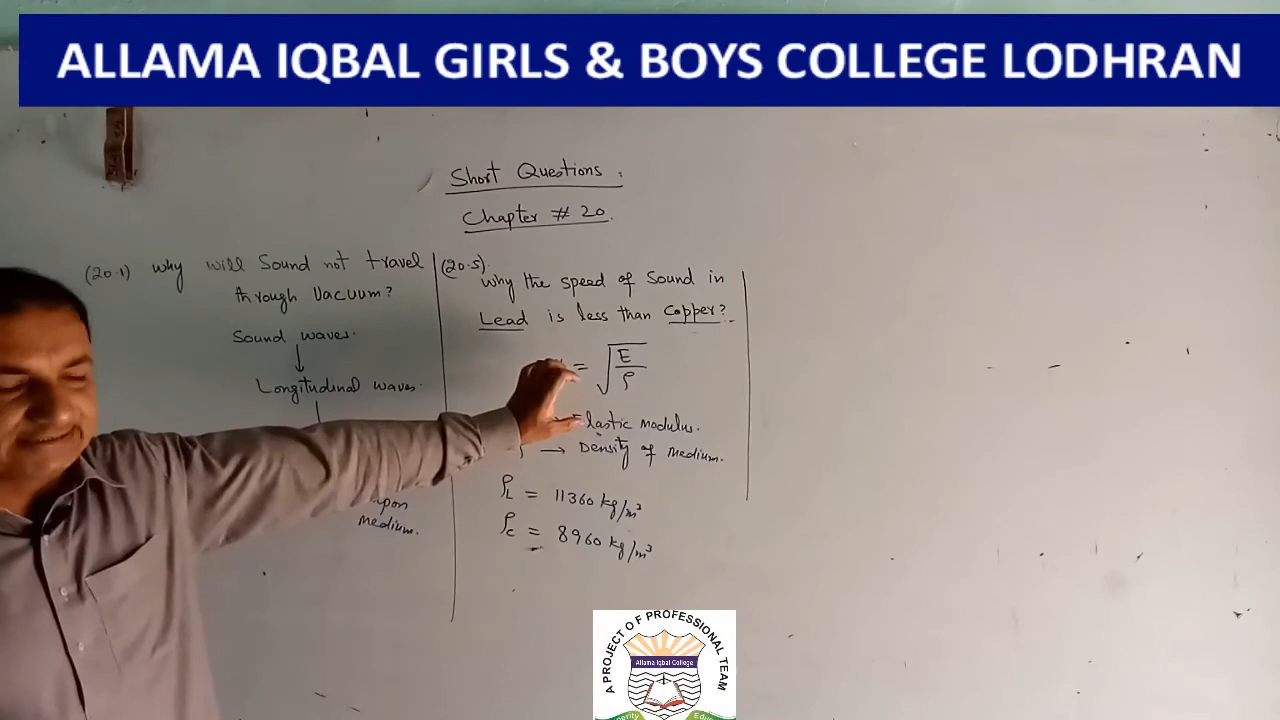 ALLAMA IQBAL GIRLS & BOYS COLLEGE LODHRAN
Short Questions :
Chapter # 20.
(20.1) why will Sound not travel
through Vacuum?
Sound waves.
Longitudinal waves.
upon
medium.
(20.5).
why the speed of Sound in
Lead is less than Copper?
= √E/ρ
Elastic Modulus.
ρ → Density of Medium.
ρL = 11360 kg/m³
ρc = 8960 kg/m³
A PROJECT OF PROFESSIONAL TEAM
Allama Iqbal College